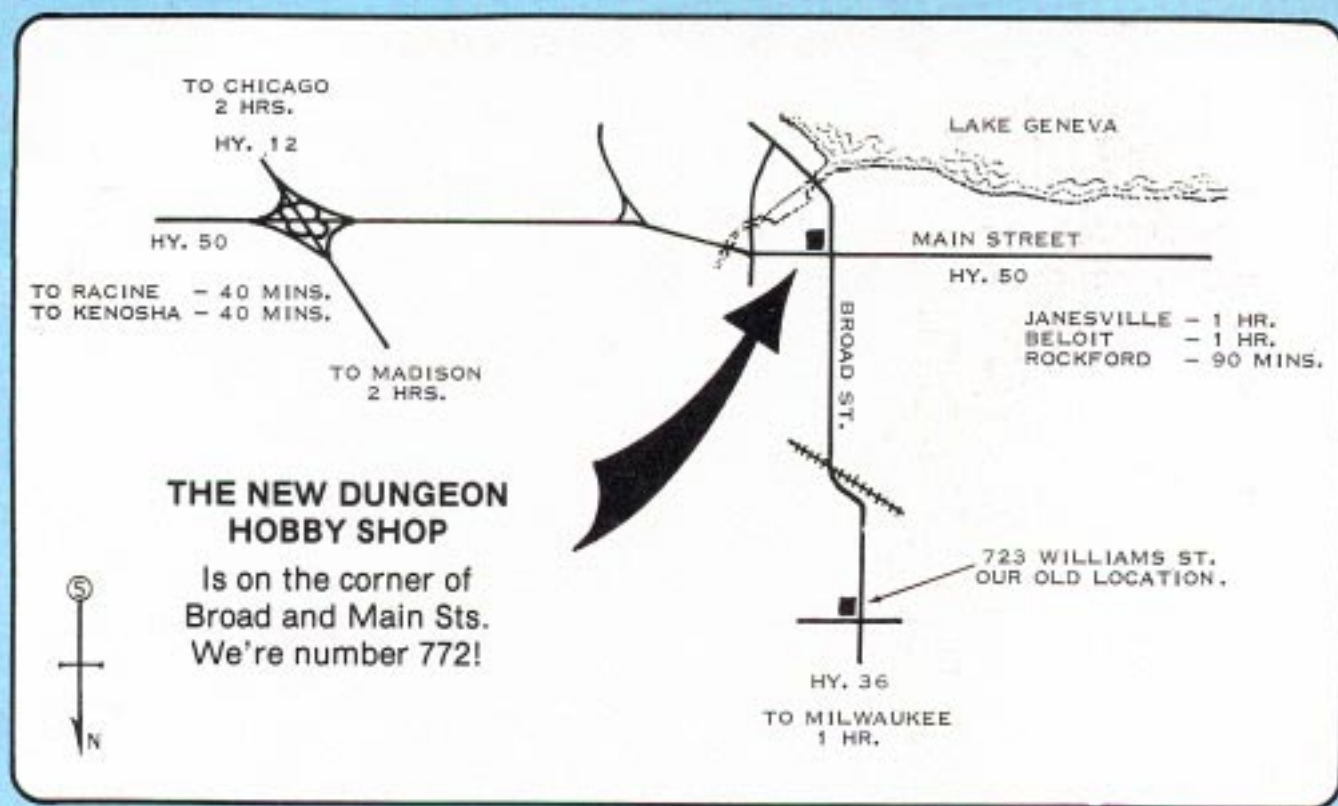 TO CHICAGO
2 HRS.
HY. 12
LAKE GENEVA
HY. 50
MAIN STREET
HY. 50
TO RACINE – 40 MINS.
TO KENOSHA – 40 MINS.
JANESVILLE – 1 HR.
BELOIT – 1 HR.
ROCKFORD – 90 MINS.
BROAD ST.
TO MADISON
2 HRS.
THE NEW DUNGEON
HOBBY SHOP
Is on the corner of
Broad and Main Sts.
We're number 772!
723 WILLIAMS ST.
OUR OLD LOCATION.
S
N
HY. 36
TO MILWAUKEE
1 HR.